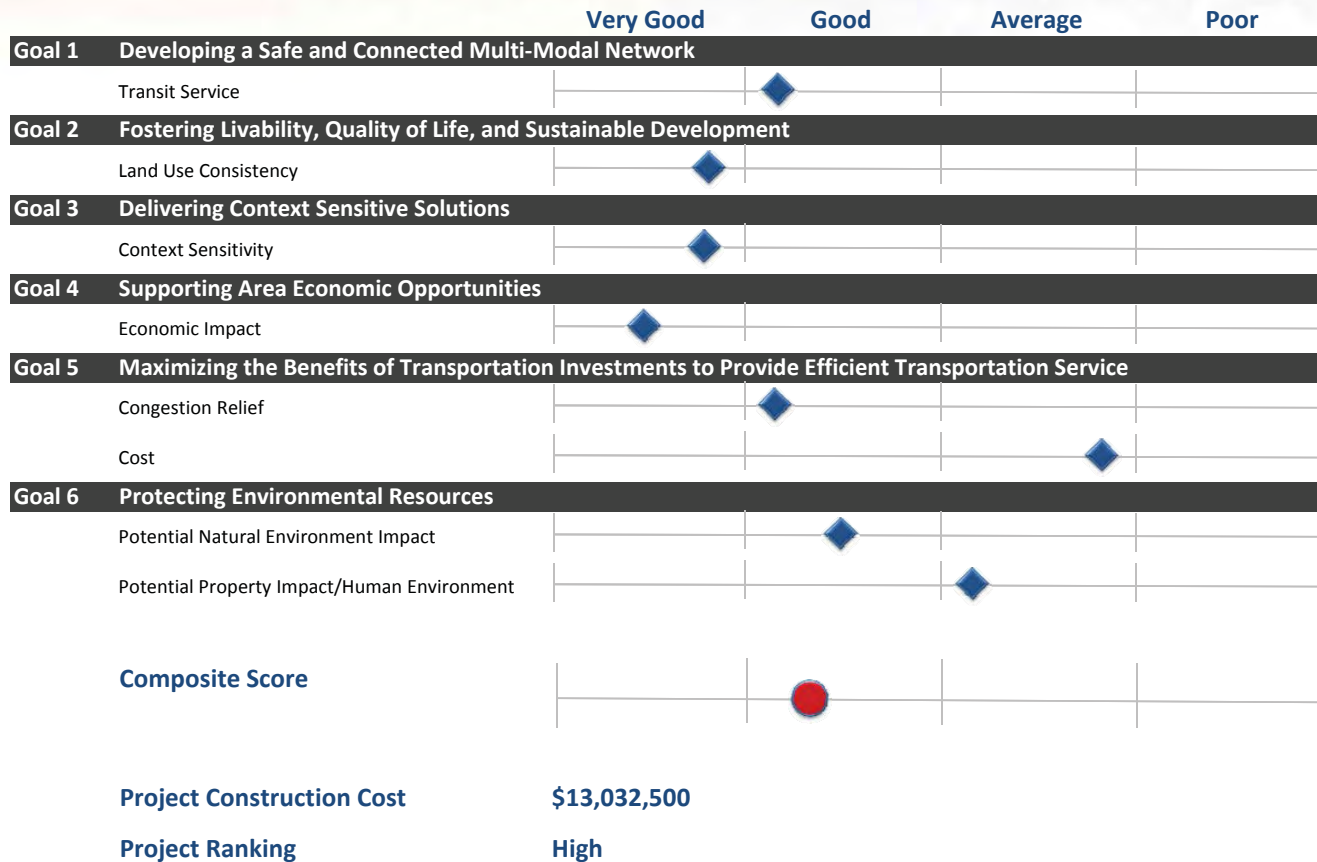 Very Good Good Average Poor
Goal 1 Developing a Safe and Connected Multi-Modal Network
Transit Service
Goal 2 Fostering Livability, Quality of Life, and Sustainable Development
Land Use Consistency
Goal 3 Delivering Context Sensitive Solutions
Context Sensitivity
Goal 4 Supporting Area Economic Opportunities
Economic Impact
Goal 5 Maximizing the Benefits of Transportation Investments to Provide Efficient Transportation Service
Congestion Relief
Cost
Goal 6 Protecting Environmental Resources
Potential Natural Environment Impact
Potential Property Impact/Human Environment
Composite Score
Project Construction Cost $13,032,500
Project Ranking High